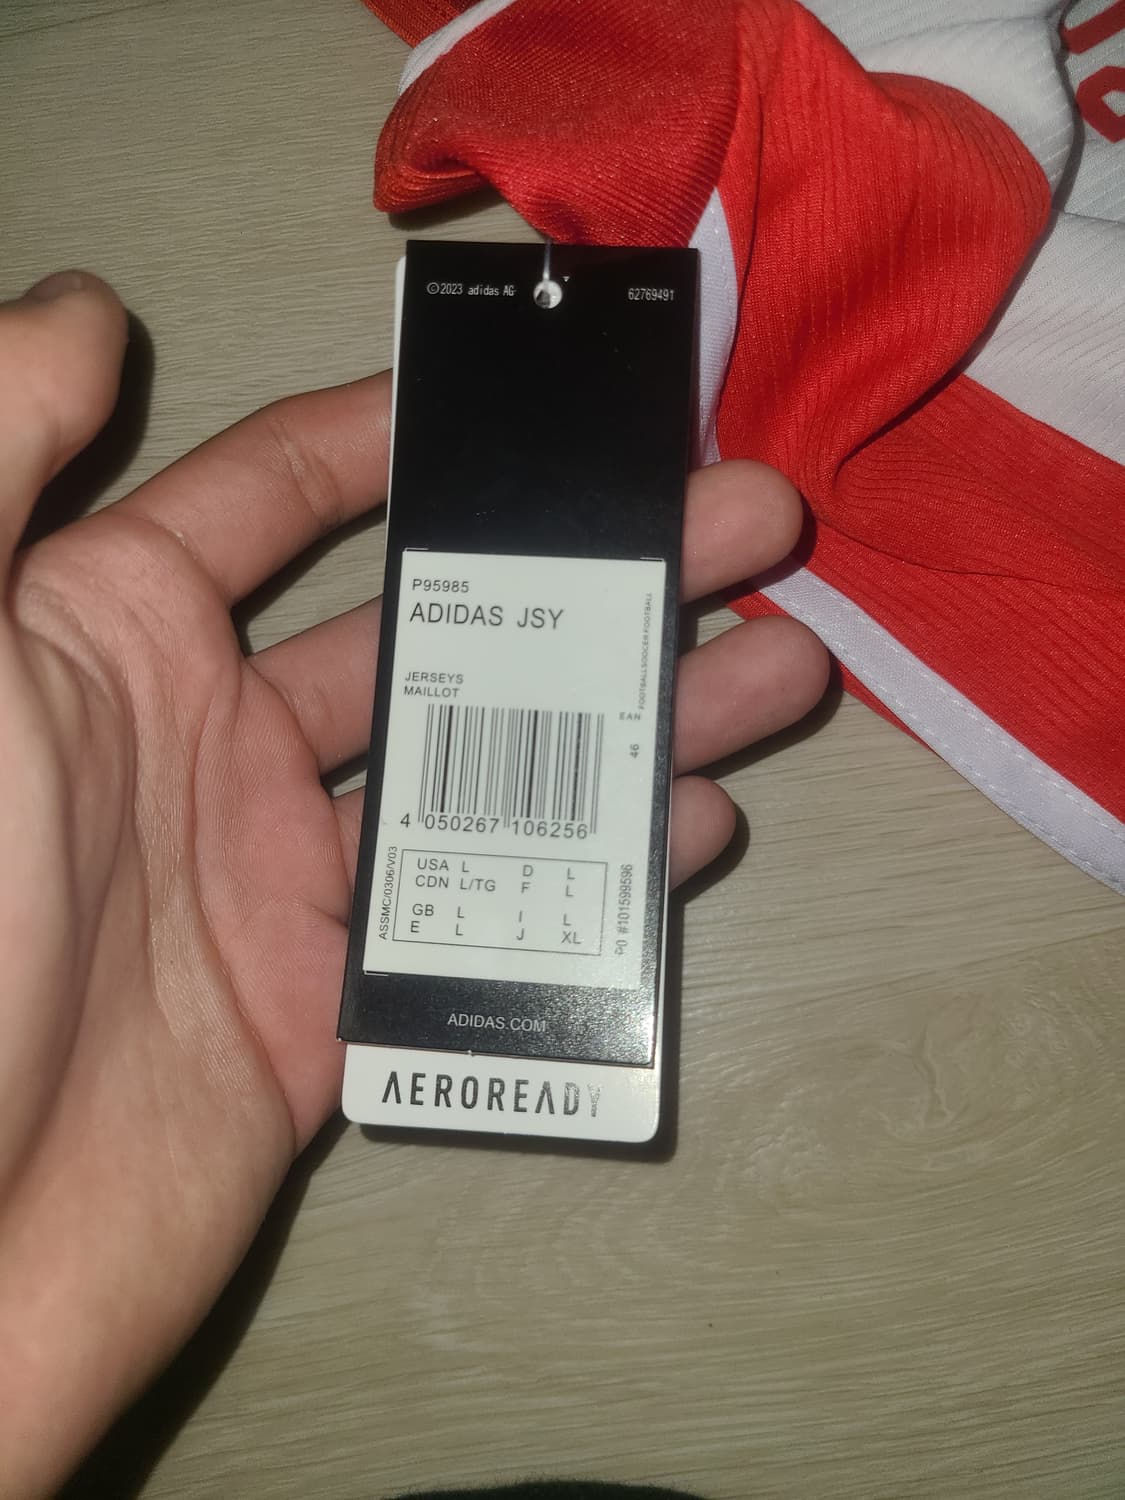 ©2023 adidas AG
62769491
P95985
ADIDAS JSY
FOOTBALL/SOCCER/FOOTBALL
JERSEYS
MAILLOT
EAN
46
4 050267 106256
ASSMC/0306/V03
USA L D L
CDN L/TG F L
GB L I L
E L J XL
PO #101599596
ADIDAS.COM
AEROREADY